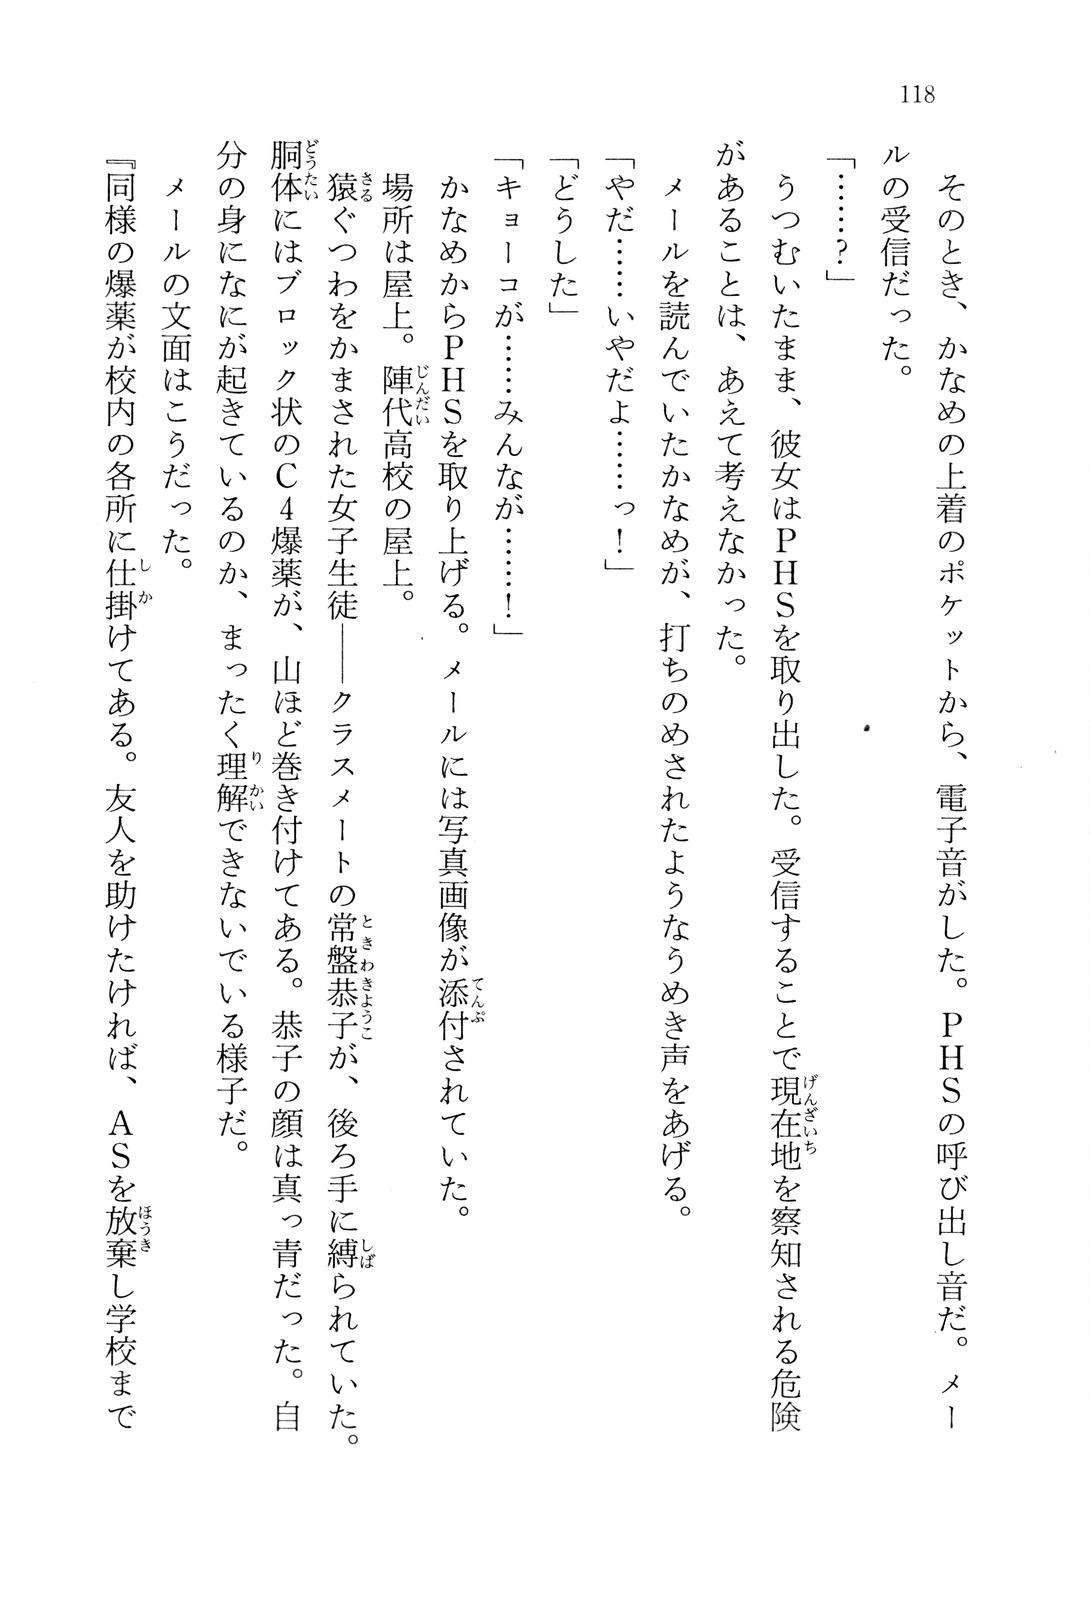 118
　そのとき、かなめの上着のポケットから、電子音がした。ＰＨＳの呼び出し音だ。メー
ルの受信だった。
「……？」
　うつむいたまま、彼女はＰＨＳを取り出した。受信することで現在地を察知される危険
があることは、あえて考えなかった。
　メールを読んでいたかなめが、打ちのめされたようなうめき声をあげる。
「やだ……いやだよ……っ！」
「どうした」
「キョーコが……みんなが……！」
　かなめからＰＨＳを取り上げる。メールには写真画像が添付されていた。
　場所は屋上。陣代高校の屋上。
　猿ぐつわをかまされた女子生徒――クラスメートの常盤恭子が、後ろ手に縛られていた。
胴体にはブロック状のＣ４爆薬が、山ほど巻き付けてある。恭子の顔は真っ青だった。自
分の身になにが起きているのか、まったく理解できないでいる様子だ。
　メールの文面はこうだった。
『同様の爆薬が校内の各所に仕掛けてある。友人を助けたければ、ＡＳを放棄し学校まで